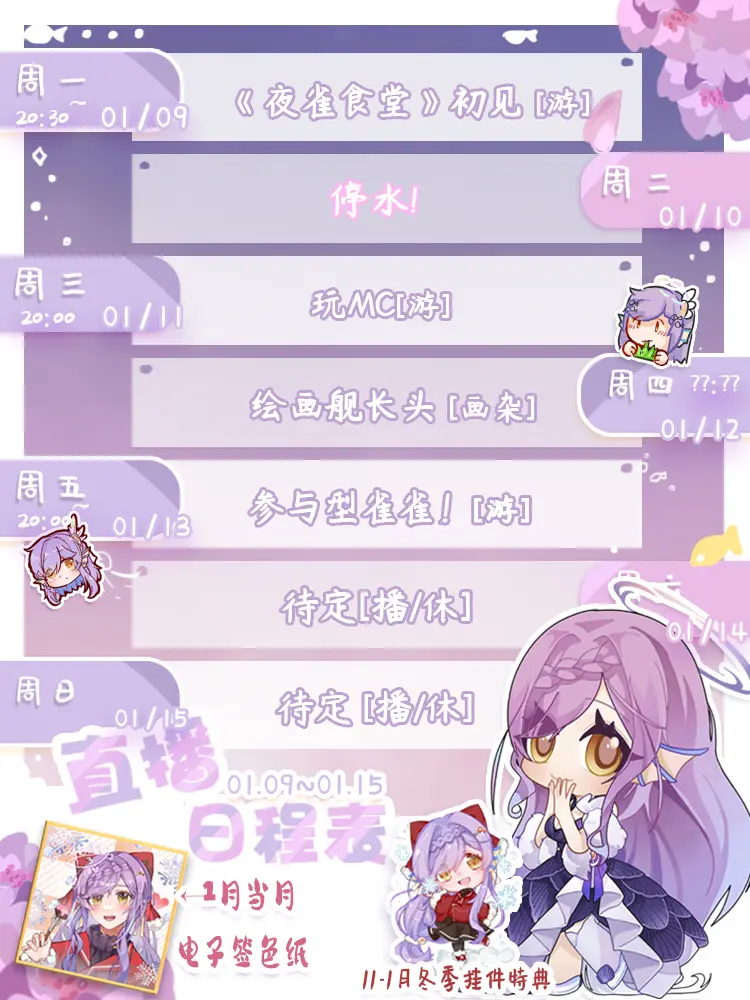 周一
20:30~ 01/09
《夜雀食堂》初见[游]
周二
01/10
停水!
周三
20:00 01/11
玩MC[游]
周四 ??:??
01/12
绘画舰长头[画杂]
周五
20:00~ 01/13
参与型雀雀![游]
01/14
待定[播/休]
周日
01/15
待定[播/休]
直播
01.09~01.15
日程表
←1月当月
电子签色纸
11-1月冬季挂件特典